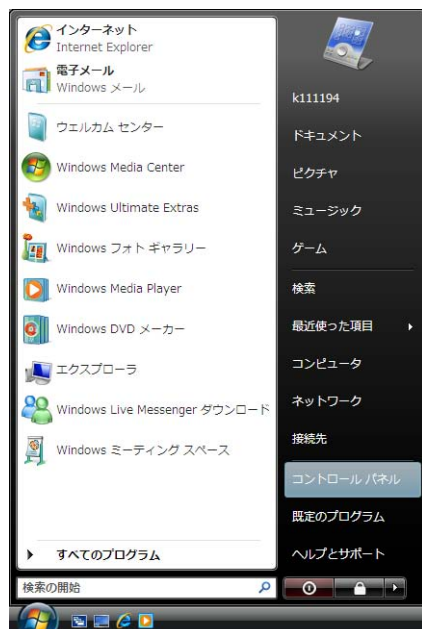 インターネット
Internet Explorer
電子メール
Windows メール
ウェルカム センター
Windows Media Center
Windows Ultimate Extras
Windows フォト ギャラリー
Windows Media Player
Windows DVD メーカー
エクスプローラ
Windows Live Messenger ダウンロード
Windows ミーティング スペース
すべてのプログラム
検索の開始
k111194
ドキュメント
ピクチャ
ミュージック
ゲーム
検索
最近使った項目
コンピュータ
ネットワーク
接続先
コントロール パネル
既定のプログラム
ヘルプとサポート